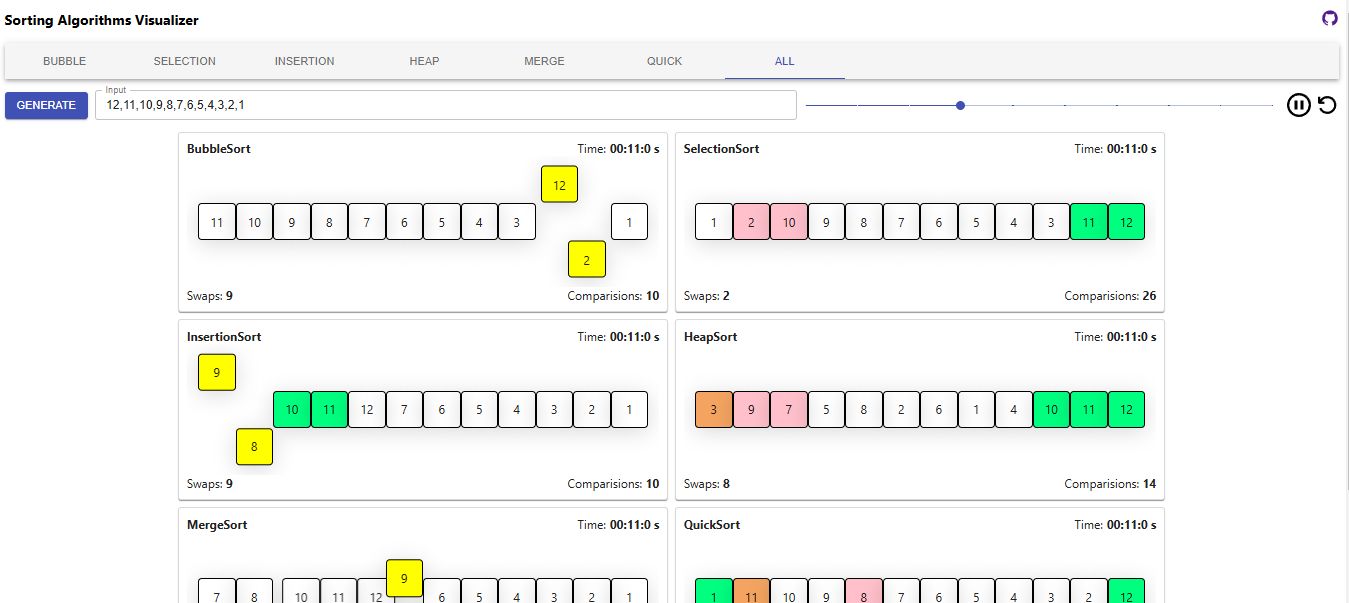 Sorting Algorithms Visualizer
BUBBLE SELECTION INSERTION HEAP MERGE QUICK ALL
GENERATE
Input
12,11,10,9,8,7,6,5,4,3,2,1
BubbleSort Time: 00:11:0 s
12
11 10 9 8 7 6 5 4 3 1
2
Swaps: 9 Comparisions: 10
SelectionSort Time: 00:11:0 s
1 2 10 9 8 7 6 5 4 3 11 12
Swaps: 2 Comparisions: 26
InsertionSort Time: 00:11:0 s
9
10 11 12 7 6 5 4 3 2 1
8
Swaps: 9 Comparisions: 10
HeapSort Time: 00:11:0 s
3 9 7 5 8 2 6 1 4 10 11 12
Swaps: 8 Comparisions: 14
MergeSort Time: 00:11:0 s
9
7 8 10 11 12 6 5 4 3 2 1
QuickSort Time: 00:11:0 s
1 11 10 9 8 7 6 5 4 3 2 12